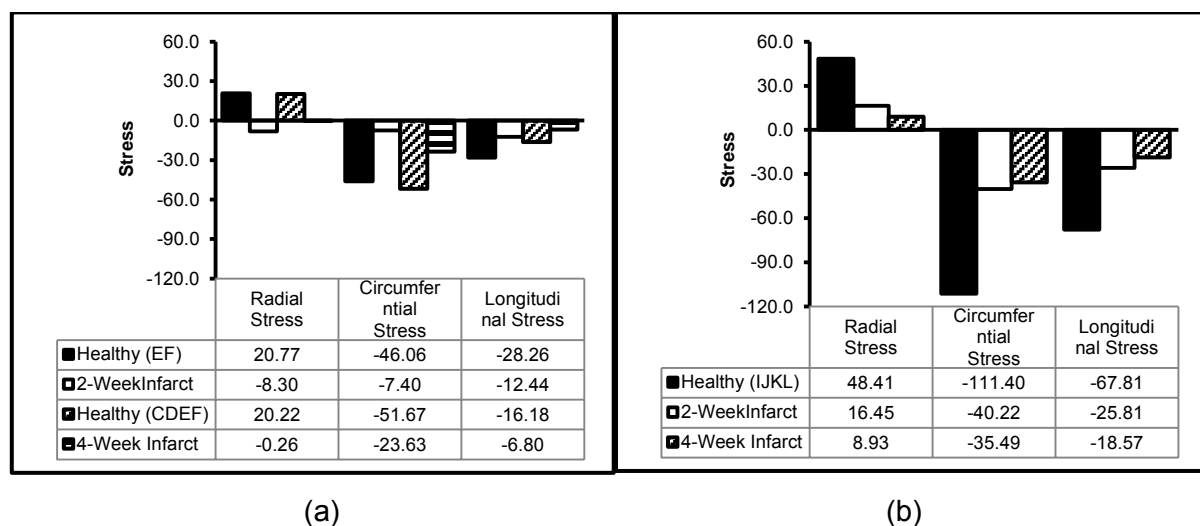 60.0
30.0
0.0
-30.0
-60.0
-90.0
-120.0
Stress
Radial Stress
Circumfer ntial Stress
Longitudi nal Stress
Healthy (EF) 20.77 -46.06 -28.26
2-WeekInfarct -8.30 -7.40 -12.44
Healthy (CDEF) 20.22 -51.67 -16.18
4-Week Infarct -0.26 -23.63 -6.80
(a)
60.0
30.0
0.0
-30.0
-60.0
-90.0
-120.0
Stress
Radial Stress
Circumfer ntial Stress
Longitudi nal Stress
Healthy (IJKL) 48.41 -111.40 -67.81
2-WeekInfarct 16.45 -40.22 -25.81
4-Week Infarct 8.93 -35.49 -18.57
(b)